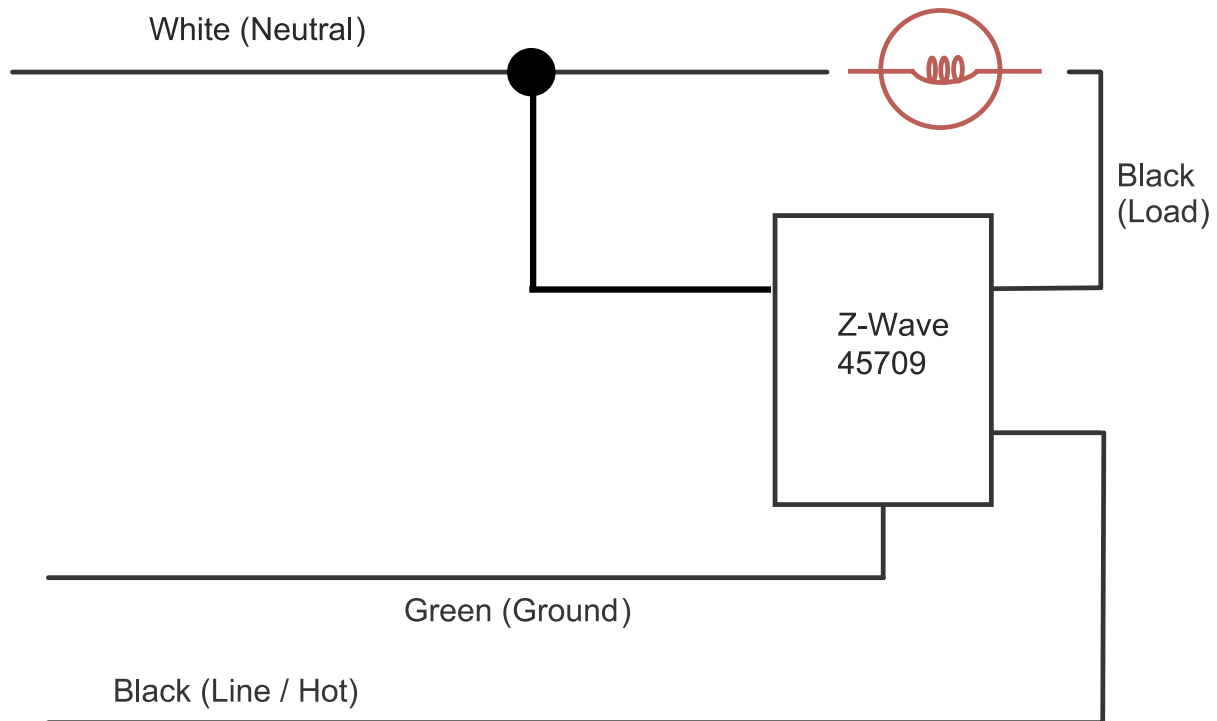 White (Neutral)
Black
(Load)
Z-Wave
45709
Green (Ground)
Black (Line / Hot)